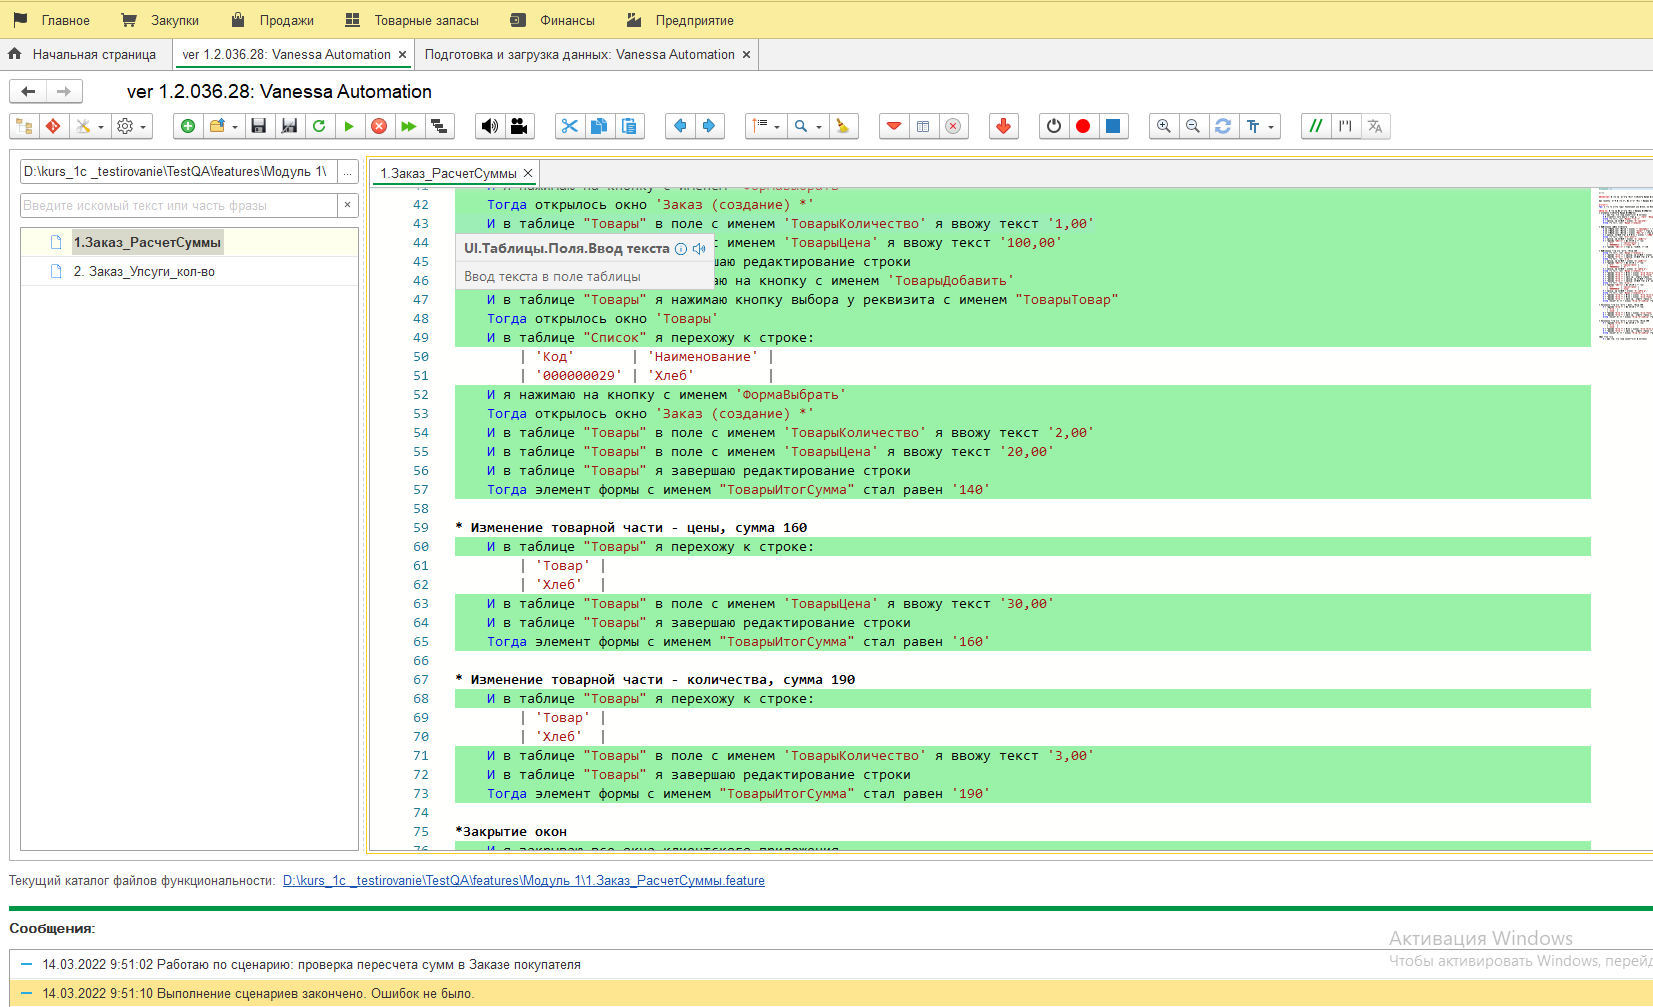 Главное Закупки Продажи Товарные запасы Финансы Предприятие
Начальная страница ver 1.2.036.28: Vanessa Automation × Подготовка и загрузка данных: Vanessa Automation ×
ver 1.2.036.28: Vanessa Automation
D:\kurs_1c _testirovanie\TestQA\features\Модуль 1\ ...
Введите искомый текст или часть фразы ×
1.Заказ_РасчетСуммы
2. Заказ_Улсуги_кол-во
1.Заказ_РасчетСуммы ×
41 И я нажимаю на кнопку с именем 'ФормаВыбрать'
42 Тогда открылось окно 'Заказ (создание) *'
43 И в таблице "Товары" в поле с именем 'ТоварыКоличество' я ввожу текст '1,00'
44 с именем 'ТоварыЦена' я ввожу текст '100,00'
UI.Таблицы.Поля.Ввод текста
45 редактирование строки
Ввод текста в поле таблицы
46 на кнопку с именем 'ТоварыДобавить'
47 И в таблице "Товары" я нажимаю кнопку выбора у реквизита с именем "ТоварыТовар"
48 Тогда открылось окно 'Товары'
49 И в таблице "Список" я перехожу к строке:
50 | 'Код' | 'Наименование' |
51 | '000000029' | 'Хлеб' |
52 И я нажимаю на кнопку с именем 'ФормаВыбрать'
53 Тогда открылось окно 'Заказ (создание) *'
54 И в таблице "Товары" в поле с именем 'ТоварыКоличество' я ввожу текст '2,00'
55 И в таблице "Товары" в поле с именем 'ТоварыЦена' я ввожу текст '20,00'
56 И в таблице "Товары" я завершаю редактирование строки
57 Тогда элемент формы с именем "ТоварыИтогСумма" стал равен '140'
58
59 * Изменение товарной части - цены, сумма 160
60 И в таблице "Товары" я перехожу к строке:
61 | 'Товар' |
62 | 'Хлеб' |
63 И в таблице "Товары" в поле с именем 'ТоварыЦена' я ввожу текст '30,00'
64 И в таблице "Товары" я завершаю редактирование строки
65 Тогда элемент формы с именем "ТоварыИтогСумма" стал равен '160'
66
67 * Изменение товарной части - количества, сумма 190
68 И в таблице "Товары" я перехожу к строке:
69 | 'Товар' |
70 | 'Хлеб' |
71 И в таблице "Товары" в поле с именем 'ТоварыКоличество' я ввожу текст '3,00'
72 И в таблице "Товары" я завершаю редактирование строки
73 Тогда элемент формы с именем "ТоварыИтогСумма" стал равен '190'
74
75 *Закрытие окон
76 И я закрываю все окна клиентского приложения
Текущий каталог файлов функциональности: D:\kurs_1c _testirovanie\TestQA\features\Модуль 1\1.Заказ_РасчетСуммы.feature
Сообщения:
Активация Windows
Чтобы активировать Windows,
14.03.2022 9:51:02 Работаю по сценарию: проверка пересчета сумм в Заказе покупателя
14.03.2022 9:51:10 Выполнение сценариев закончено. Ошибок не было.